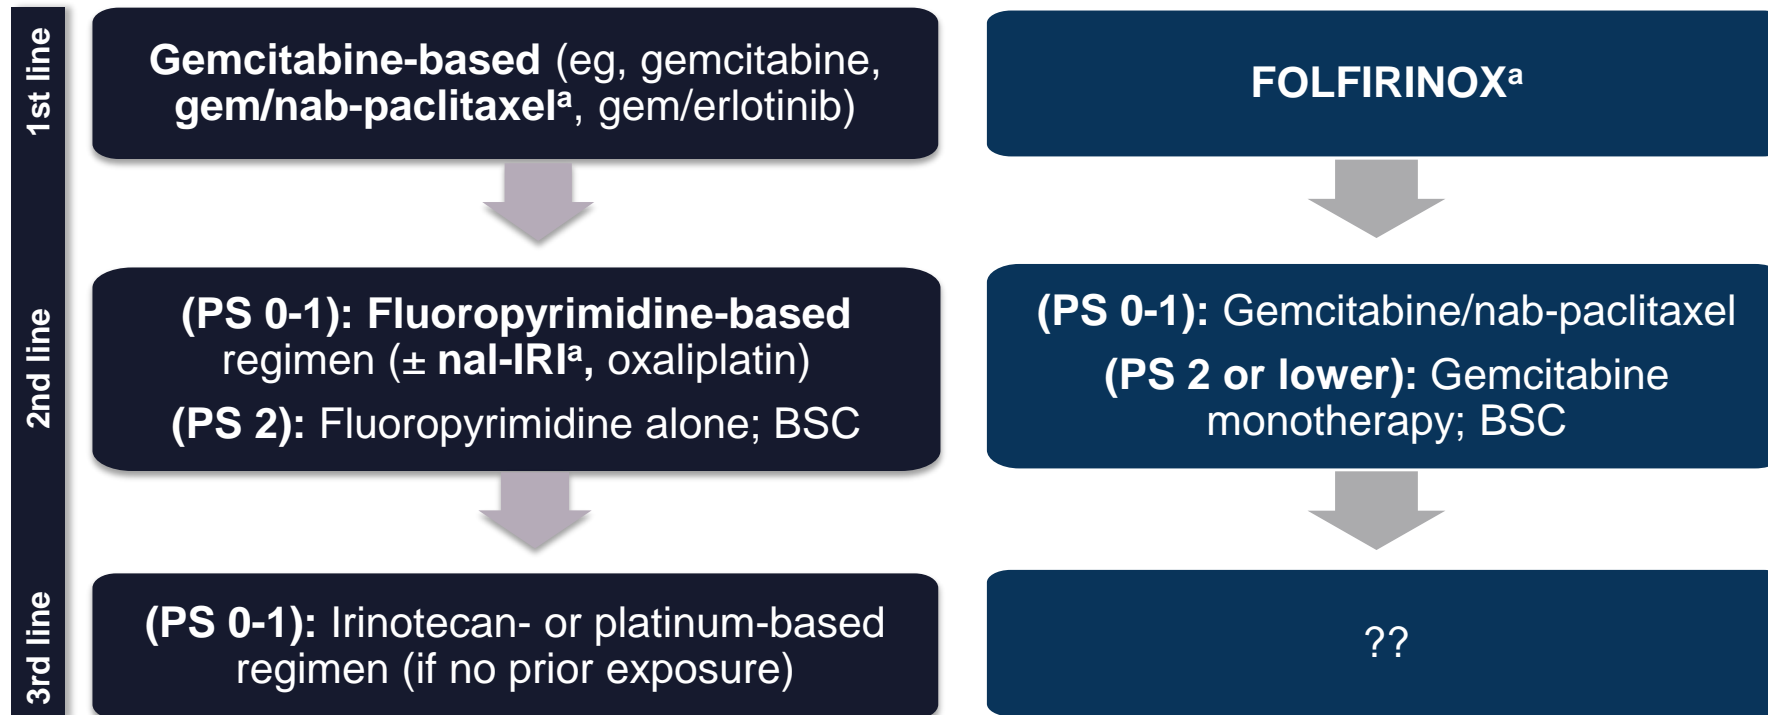 1st line
Gemcitabine-based (eg, gemcitabine,
gem/nab-paclitaxelᵃ, gem/erlotinib)
FOLFIRINOXᵃ
2nd line
(PS 0-1): Fluoropyrimidine-based
regimen (± nal-IRIᵃ, oxaliplatin)
(PS 2): Fluoropyrimidine alone; BSC
(PS 0-1): Gemcitabine/nab-paclitaxel
(PS 2 or lower): Gemcitabine
monotherapy; BSC
3rd line
(PS 0-1): Irinotecan- or platinum-based
regimen (if no prior exposure)
??